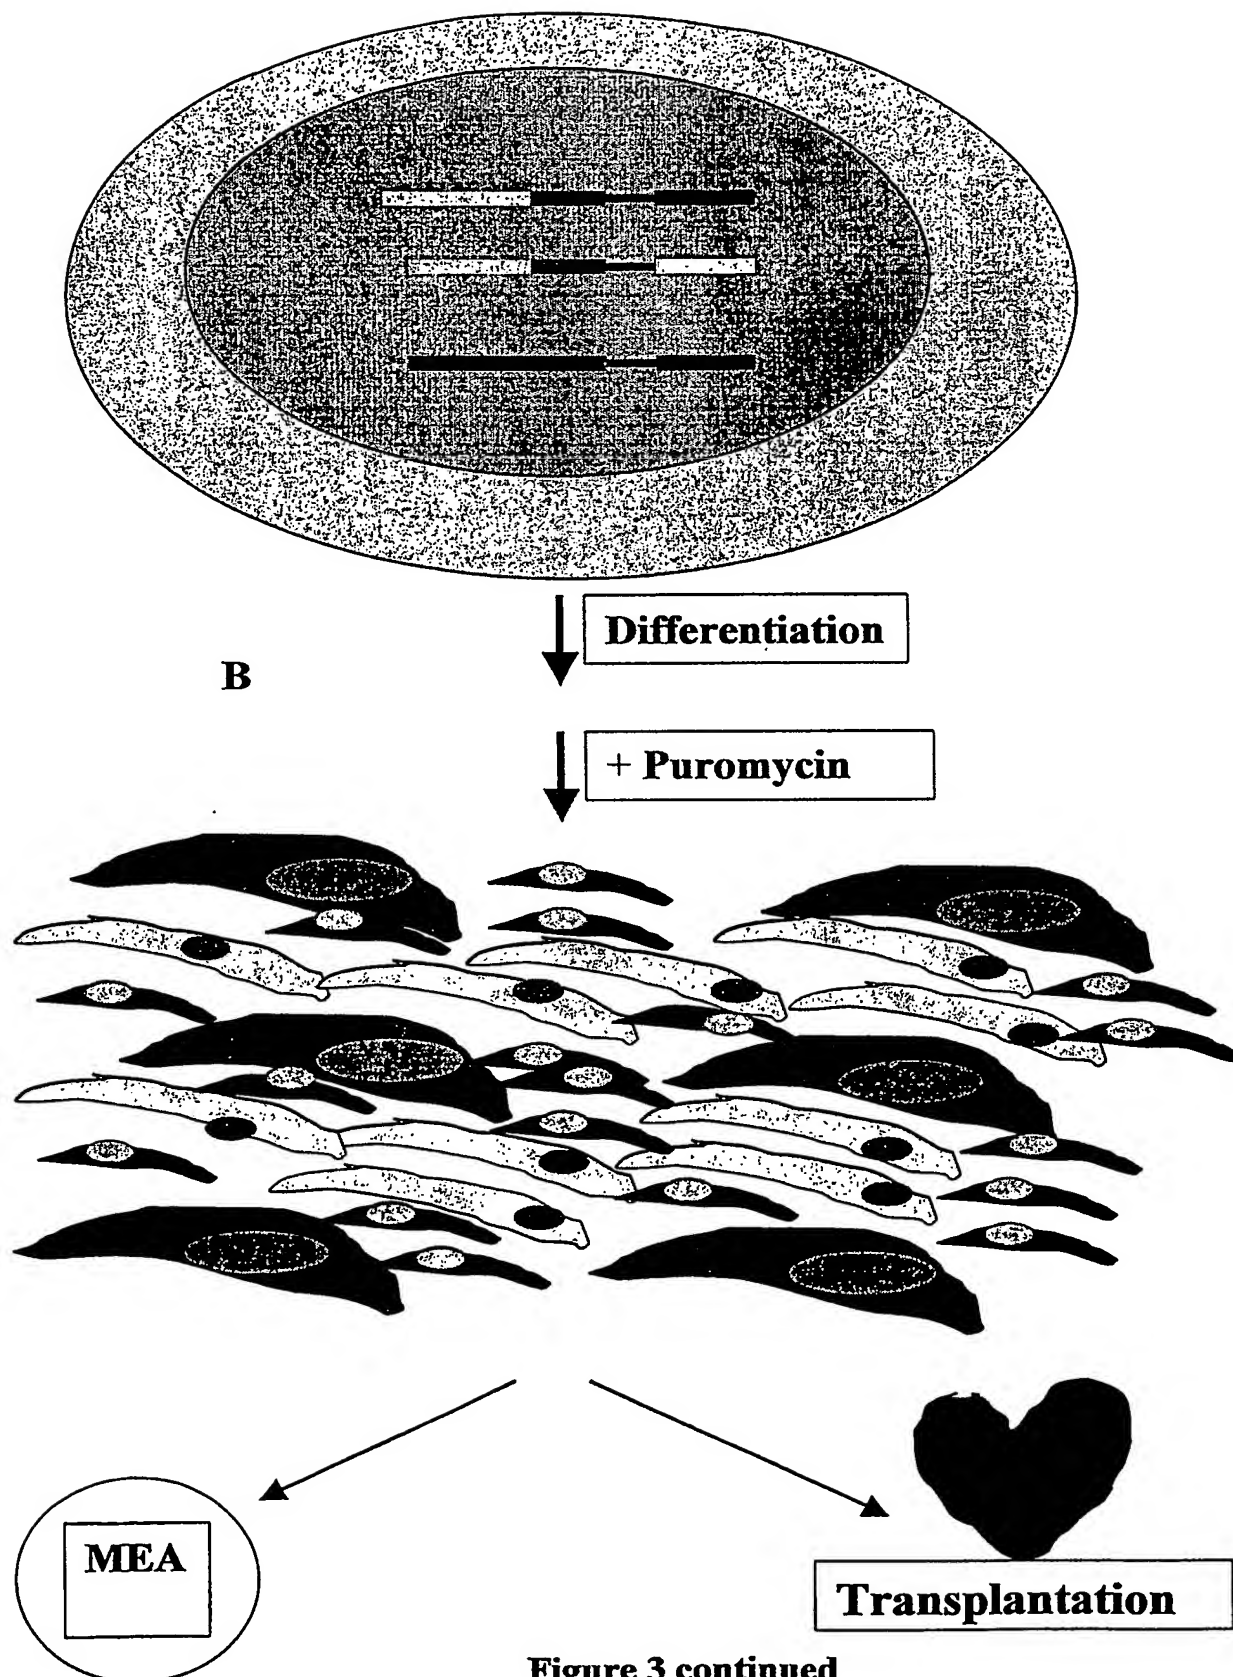 Differentiation
B
+ Puromycin
MEA
Transplantation
Figure 3 continued